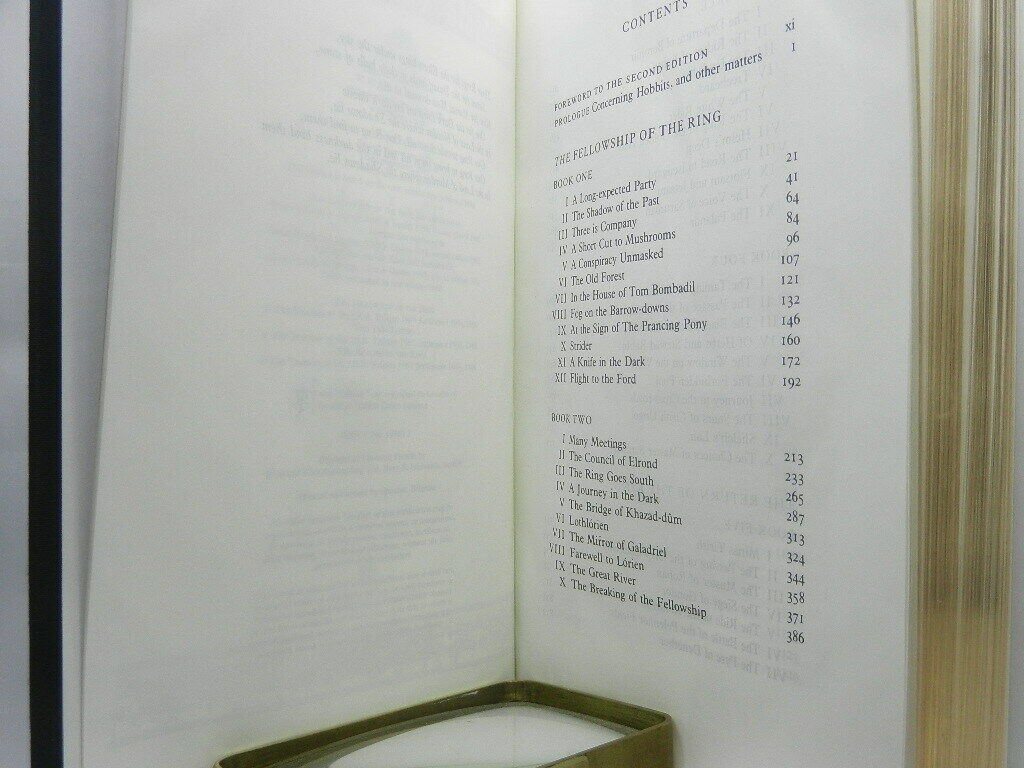 CONTENTS
FOREWORD TO THE SECOND EDITION xi
PROLOGUE Concerning Hobbits, and other matters 1
THE FELLOWSHIP OF THE RING
BOOK ONE
I A Long-expected Party 21
II The Shadow of the Past 41
III Three is Company 64
IV A Short Cut to Mushrooms 84
V A Conspiracy Unmasked 96
VI The Old Forest 107
VII In the House of Tom Bombadil 121
VIII Fog on the Barrow-downs 132
IX At the Sign of The Prancing Pony 146
X Strider 160
XI A Knife in the Dark 172
XII Flight to the Ford 192
BOOK TWO
I Many Meetings 213
II The Council of Elrond 233
III The Ring Goes South 265
IV A Journey in the Dark 287
V The Bridge of Khazad-dûm 313
VI Lothlórien 324
VII The Mirror of Galadriel 344
VIII Farewell to Lórien 358
IX The Great River 371
X The Breaking of the Fellowship 386